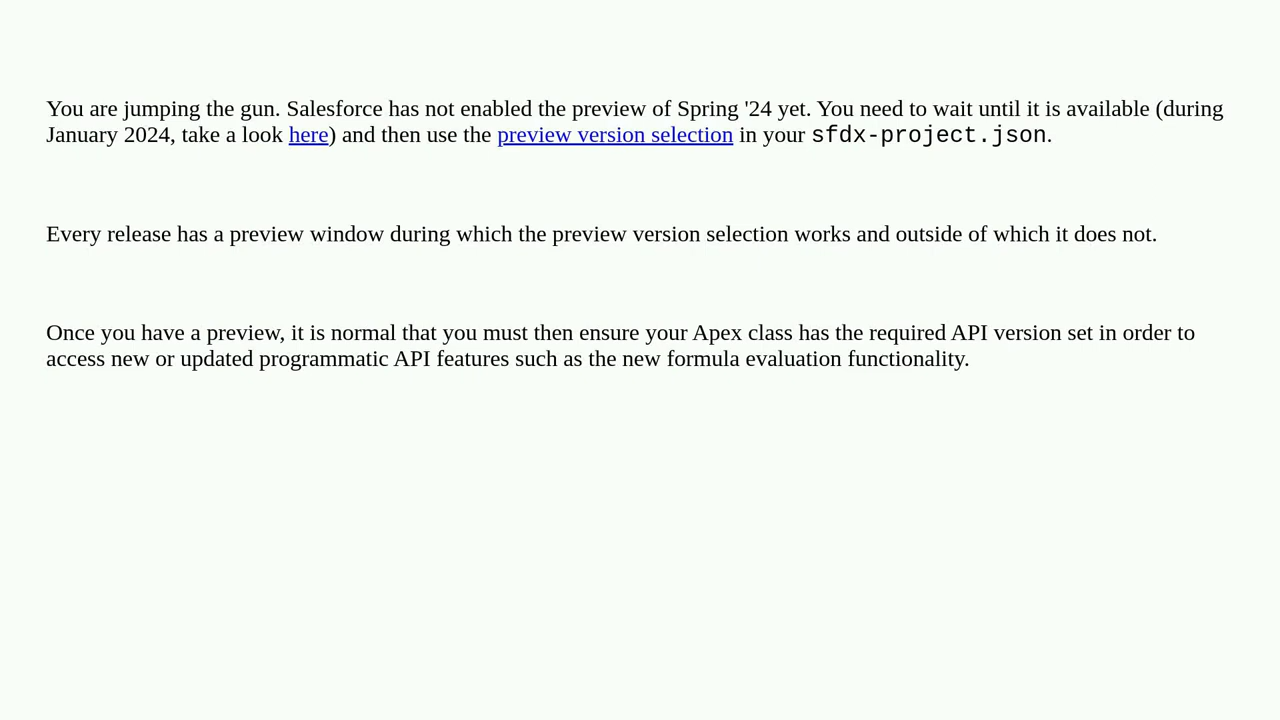 You are jumping the gun. Salesforce has not enabled the preview of Spring '24 yet. You need to wait until it is available (during
January 2024, take a look here) and then use the preview version selection in your sfdx-project.json.
Every release has a preview window during which the preview version selection works and outside of which it does not.
Once you have a preview, it is normal that you must then ensure your Apex class has the required API version set in order to
access new or updated programmatic API features such as the new formula evaluation functionality.